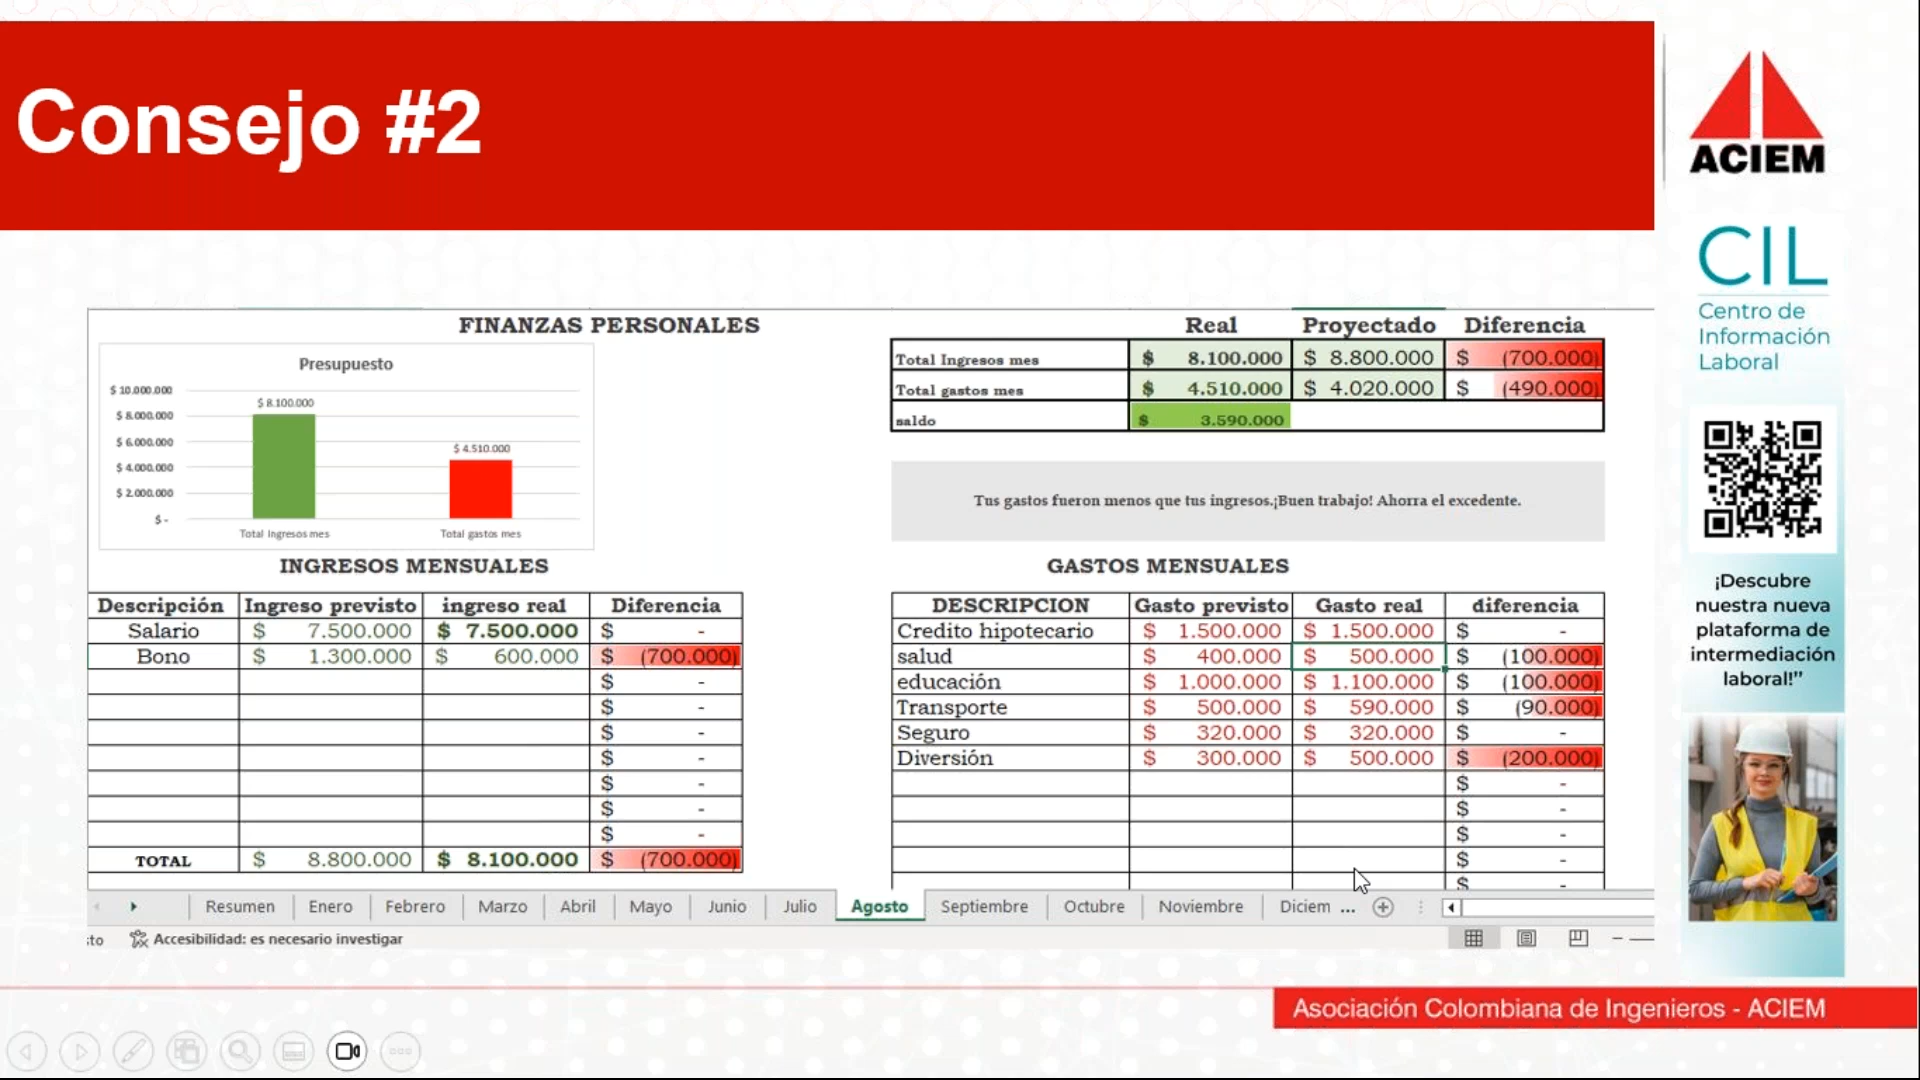 Consejo #2
ACIEM
CIL
Centro de
Información
Laboral
¡Descubre
nuestra nueva
plataforma de
intermediación
laboral!”
FINANZAS PERSONALES
Presupuesto
$ 10.000.000
$ 8.000.000
$ 6.000.000
$ 4.000.000
$ 2.000.000
$ -
$ 8.100.000
$ 4.510.000
Total Ingresos mes
Total gastos mes
Real Proyectado Diferencia
Total Ingresos mes $ 8.100.000 $ 8.800.000 $ (700.000)
Total gastos mes $ 4.510.000 $ 4.020.000 $ (490.000)
saldo $ 3.590.000
Tus gastos fueron menos que tus ingresos.¡Buen trabajo! Ahorra el excedente.
INGRESOS MENSUALES
Descripción Ingreso previsto ingreso real Diferencia
Salario $ 7.500.000 $ 7.500.000 $ -
Bono $ 1.300.000 $ 600.000 $ (700.000)
$ -
$ -
$ -
$ -
$ -
$ -
$ -
TOTAL $ 8.800.000 $ 8.100.000 $ (700.000)
GASTOS MENSUALES
DESCRIPCION Gasto previsto Gasto real diferencia
Credito hipotecario $ 1.500.000 $ 1.500.000 $ -
salud $ 400.000 $ 500.000 $ (100.000)
educación $ 1.000.000 $ 1.100.000 $ (100.000)
Transporte $ 500.000 $ 590.000 $ (90.000)
Seguro $ 320.000 $ 320.000 $ -
Diversión $ 300.000 $ 500.000 $ (200.000)
$ -
$ -
$ -
$ -
$ -
Resumen Enero Febrero Marzo Abril Mayo Junio Julio Agosto Septiembre Octubre Noviembre Diciem ...
to Accesibilidad: es necesario investigar
Asociación Colombiana de Ingenieros - ACIEM